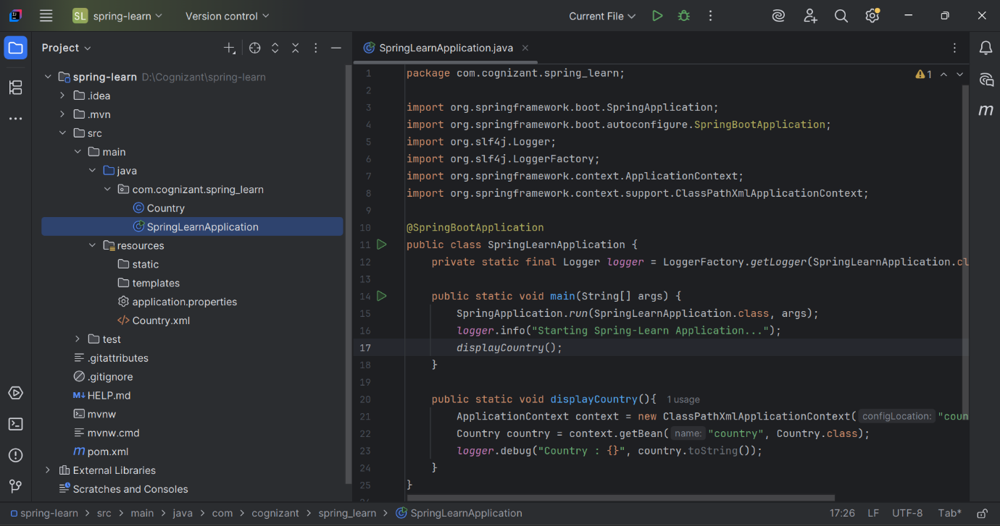 SL spring-learn Version control Current File
Project
SpringLearnApplication.java
spring-learn D:\Cognizant\spring-learn
.idea
.mvn
src
main
java
com.cognizant.spring_learn
Country
SpringLearnApplication
resources
static
templates
application.properties
Country.xml
test
.gitattributes
.gitignore
HELP.md
mvnw
mvnw.cmd
pom.xml
External Libraries
Scratches and Consoles
1 package com.cognizant.spring_learn;
2
3 import org.springframework.boot.SpringApplication;
4 import org.springframework.boot.autoconfigure.SpringBootApplication;
5 import org.slf4j.Logger;
6 import org.slf4j.LoggerFactory;
7 import org.springframework.context.ApplicationContext;
8 import org.springframework.context.support.ClassPathXmlApplicationContext;
9
10 @SpringBootApplication
11 public class SpringLearnApplication {
12 private static final Logger logger = LoggerFactory.getLogger(SpringLearnApplication.cl
13
14 public static void main(String[] args) {
15 SpringApplication.run(SpringLearnApplication.class, args);
16 logger.info("Starting Spring-Learn Application...");
17 displayCountry();
18 }
19
20 public static void displayCountry(){ 1 usage
21 ApplicationContext context = new ClassPathXmlApplicationContext( configLocation: "coun
22 Country country = context.getBean( name: "country", Country.class);
23 logger.debug("Country : {}", country.toString());
24 }
25 }
1
spring-learn > src > main > java > com > cognizant > spring_learn > SpringLearnApplication 17:26 LF UTF-8 Tab*